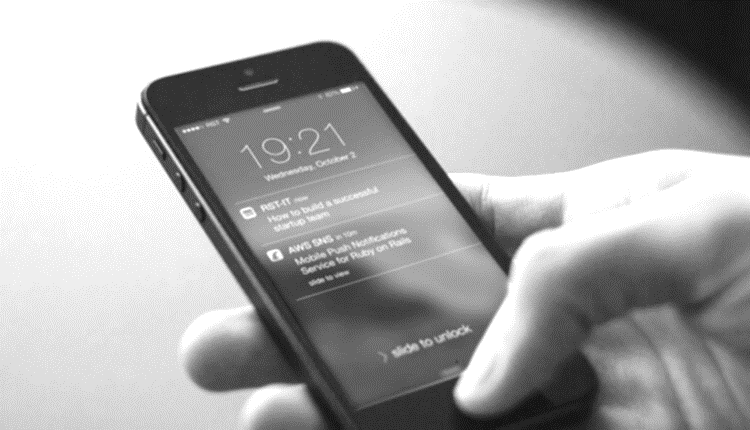 RST
19:21
Wednesday, October 2
RST-IT now
How to build a successful
startup team
AWS SNS in 10m
Mobile Push Notifications
Service for Ruby on Rails
slide to view
> slide to unlock